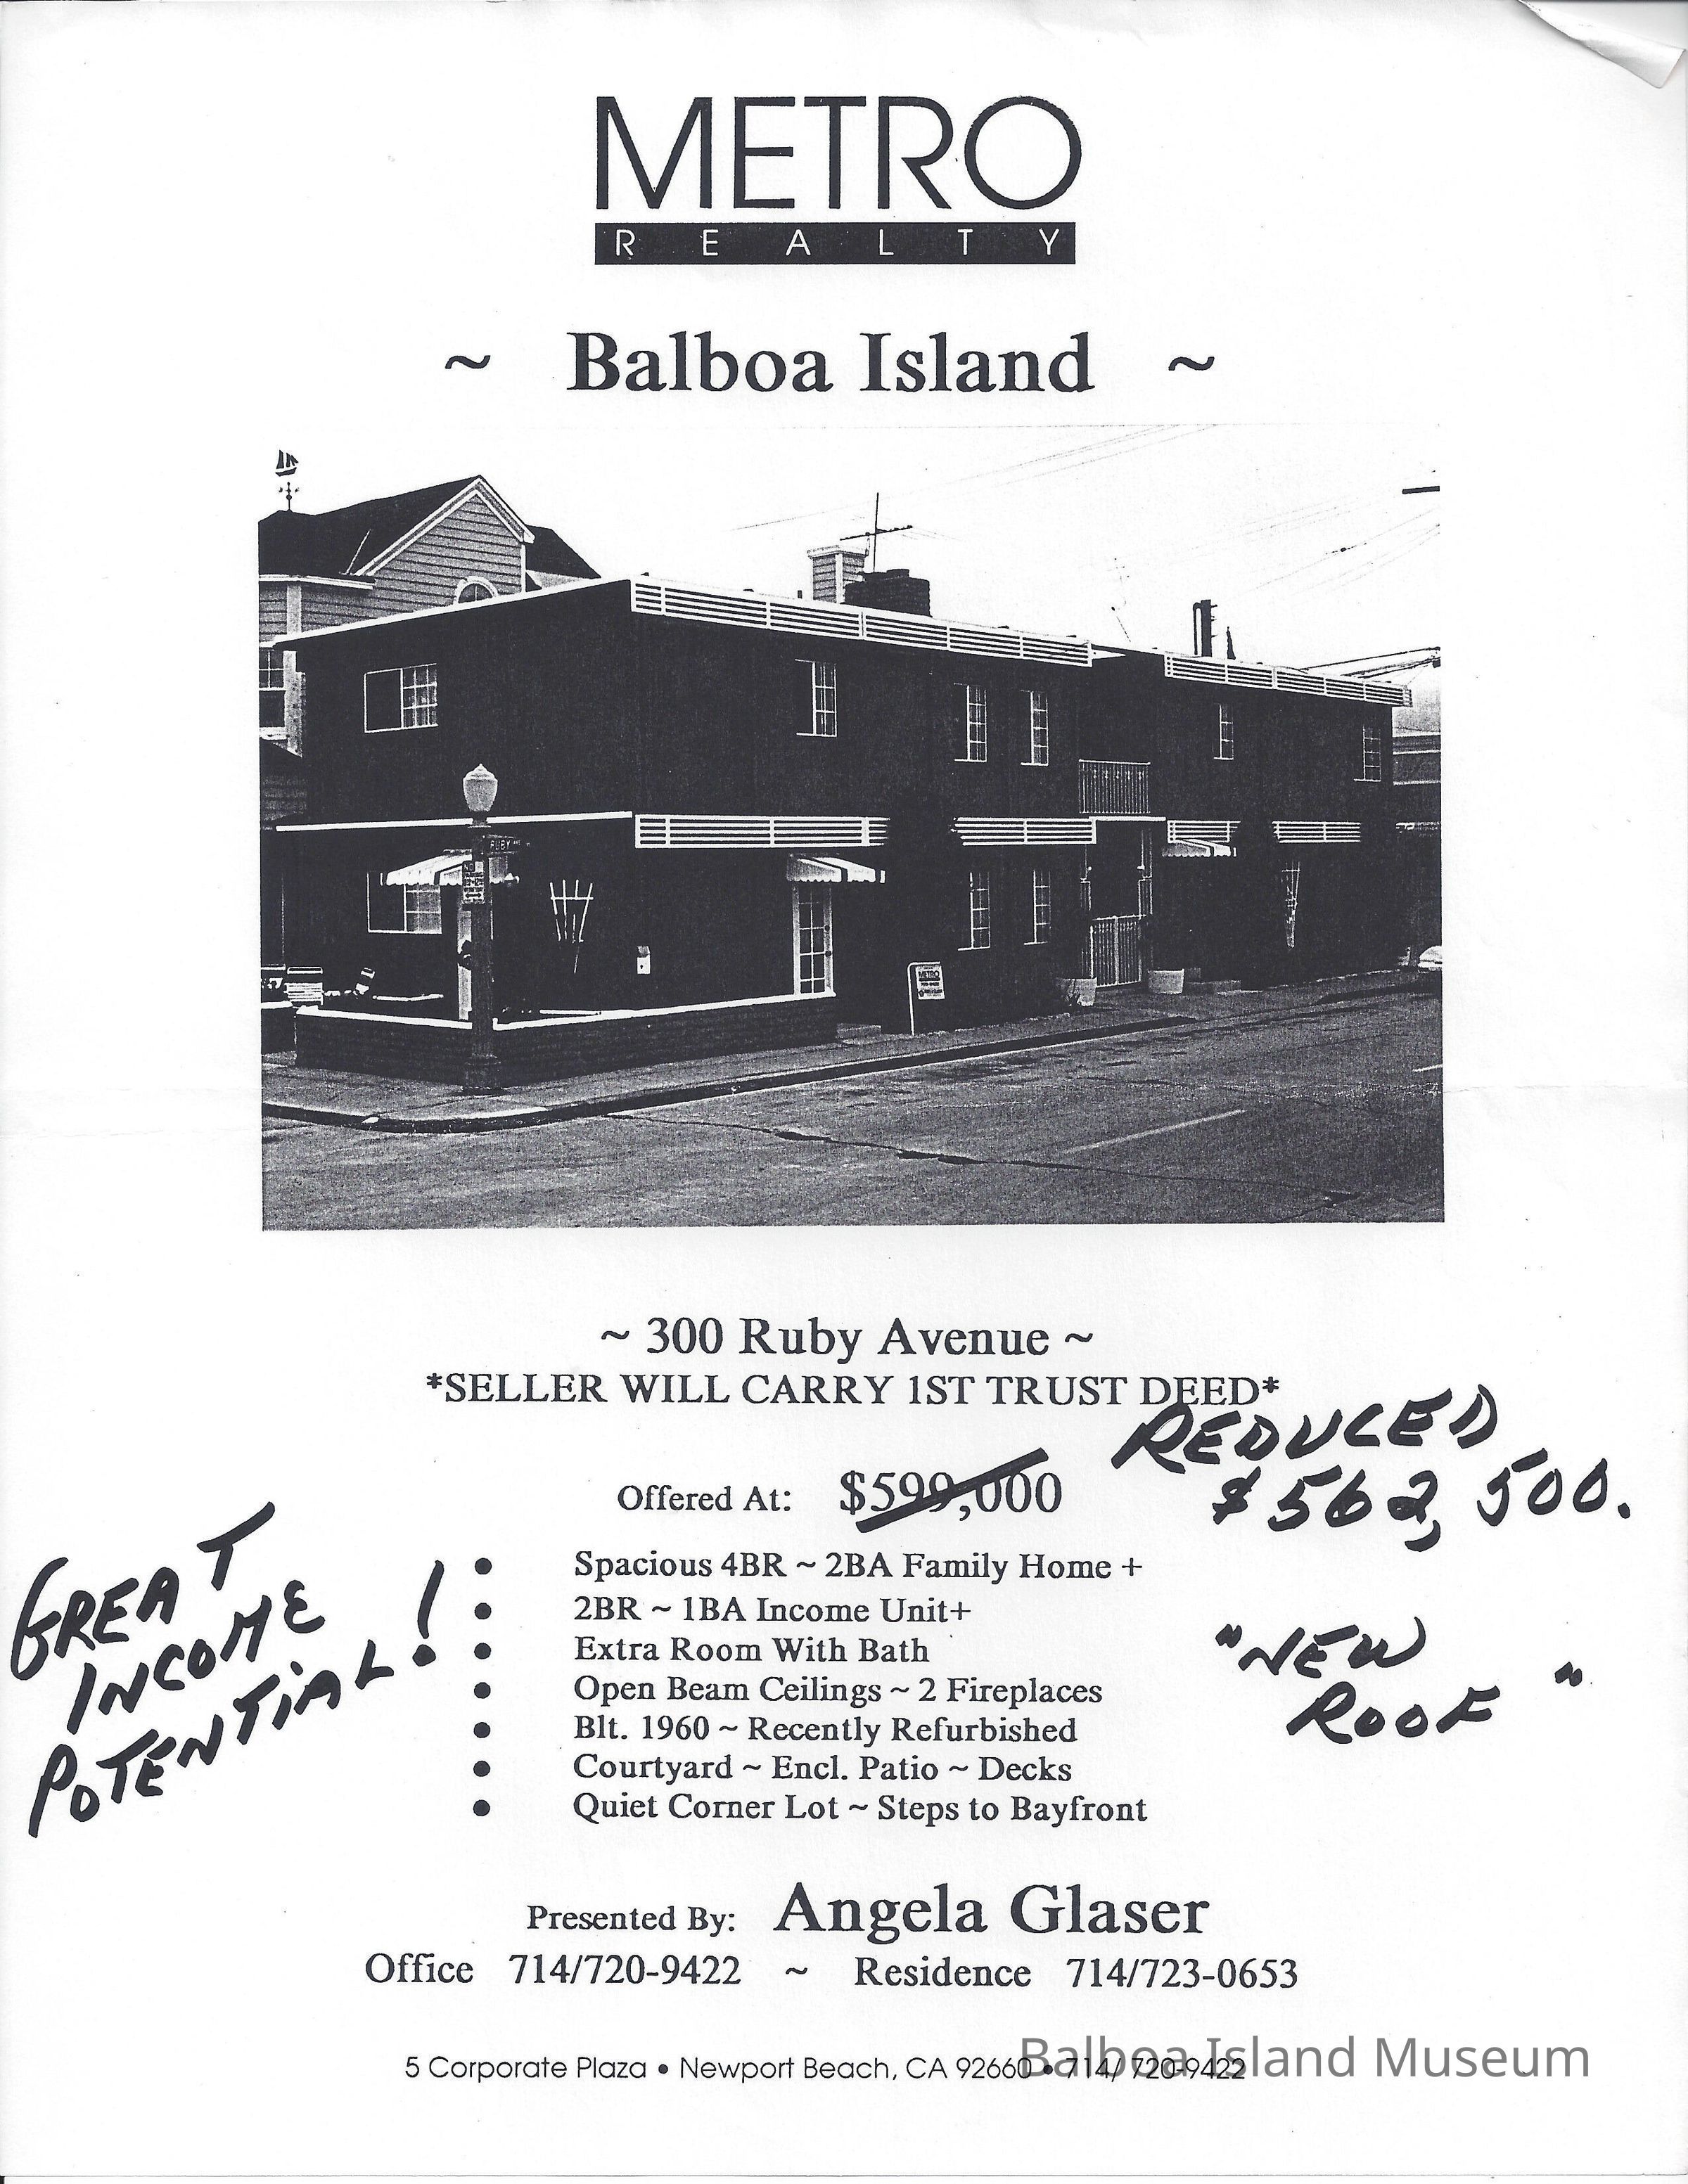 METRO
REALTY
~ Balboa Island ~
RUBY
METRO
~ 300 Ruby Avenue ~
*SELLER WILL CARRY 1ST TRUST DEED*
REDUCED
Offered At: $599,000
$562,500.
GREAT
INCOME
POTENTIAL!
• Spacious 4BR ~ 2BA Family Home +
• 2BR ~ 1BA Income Unit+
• Extra Room With Bath
• Open Beam Ceilings ~ 2 Fireplaces
• Blt. 1960 ~ Recently Refurbished
• Courtyard ~ Encl. Patio ~ Decks
• Quiet Corner Lot ~ Steps to Bayfront
"NEW
ROOF"
Presented By: Angela Glaser
Office 714/720-9422 ~ Residence 714/723-0653
5 Corporate Plaza • Newport Beach, CA 92660 • 714/ 720-9422
Balboa Island Museum